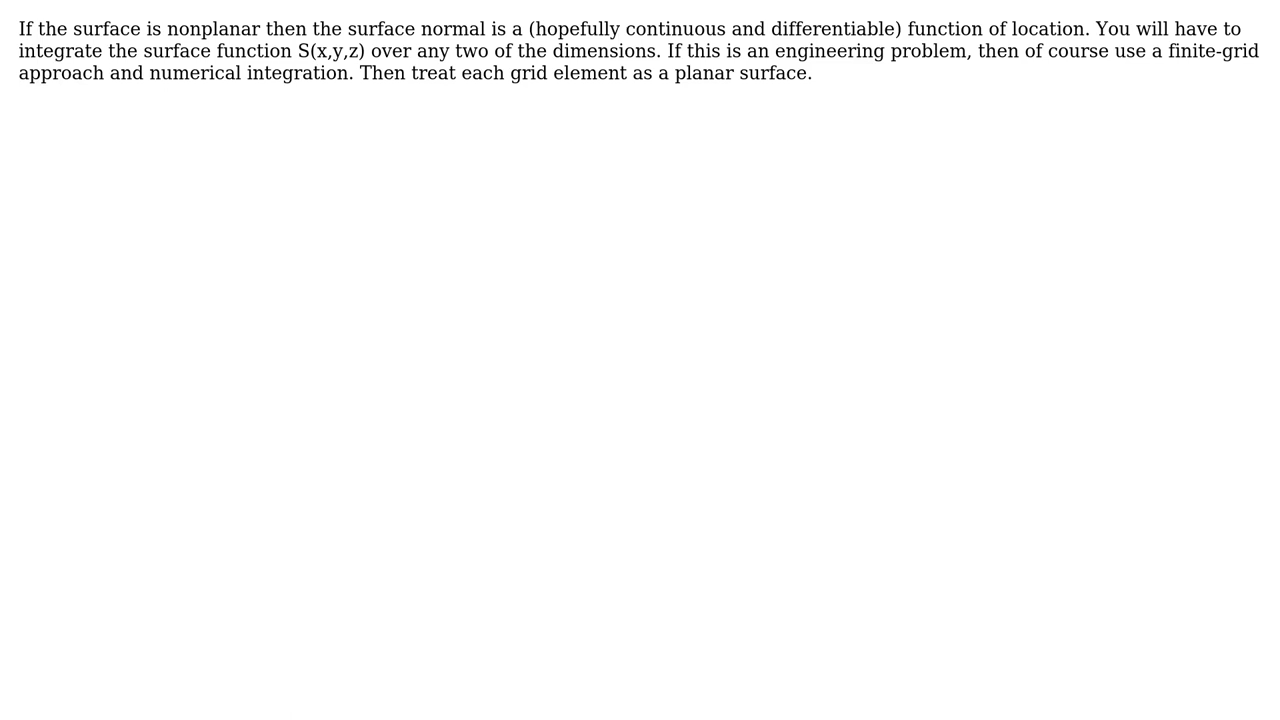 If the surface is nonplanar then the surface normal is a (hopefully continuous and differentiable) function of location. You will have to
integrate the surface function S(x,y,z) over any two of the dimensions. If this is an engineering problem, then of course use a finite-grid
approach and numerical integration. Then treat each grid element as a planar surface.